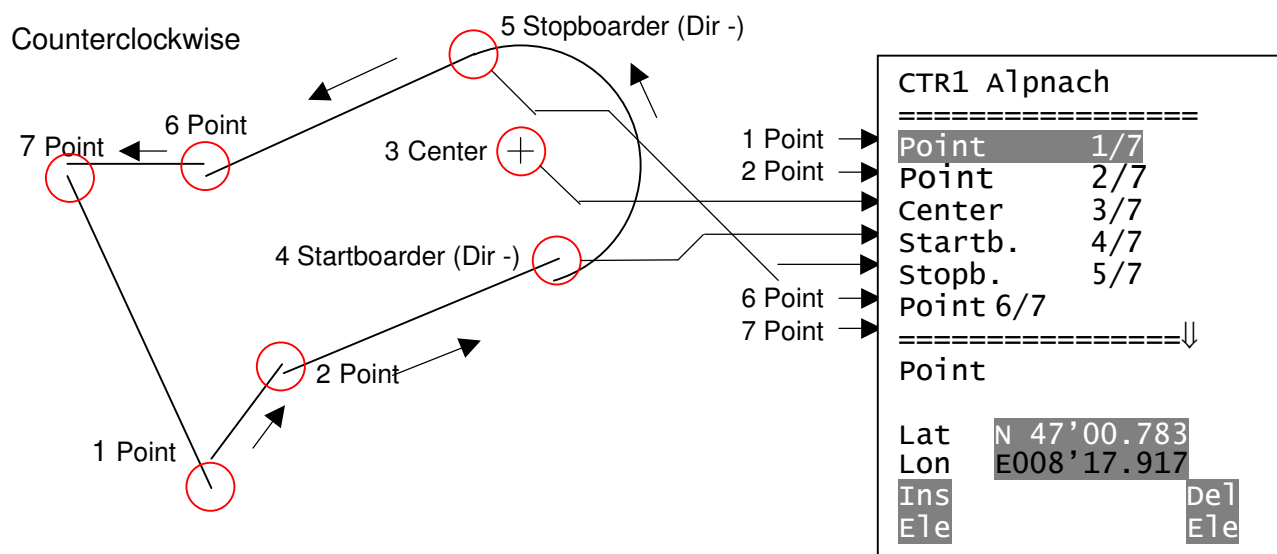 5 Stopboarder (Dir -)
Counterclockwise
6 Point
7 Point
3 Center
4 Startboarder (Dir -)
2 Point
1 Point
1 Point
2 Point
6 Point
7 Point
CTR1 Alpnach
=================
Point 1/7
Point 2/7
Center 3/7
Startb. 4/7
Stopb. 5/7
Point 6/7
================⇓
Point
Lat N 47'00.783
Lon E008'17.917
Ins Del
Ele Ele